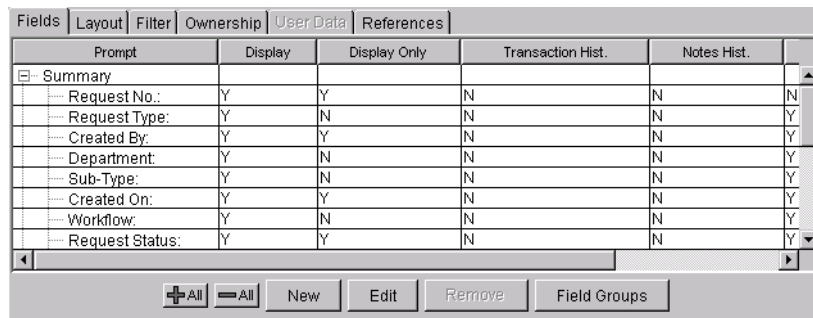 Fields Layout Filter Ownership User Data References
Prompt Display Display Only Transaction Hist. Notes Hist.
Summary
Request No.: Y Y N N N
Request Type: Y N N N Y
Created By: Y Y N N Y
Department: Y N N N Y
Sub-Type: Y N N N Y
Created On: Y Y N N Y
Workflow: Y N N N Y
Request Status: Y Y N N Y
All All New Edit Remove Field Groups